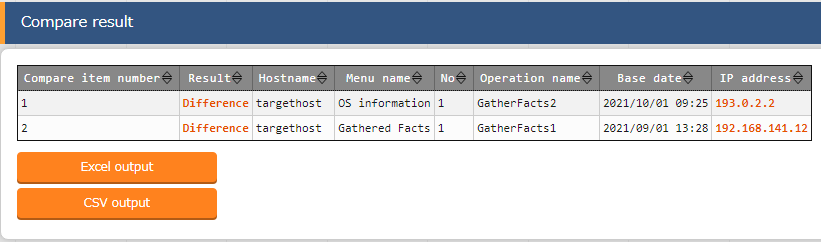 Compare result
Compare item number Result Hostname Menu name No Operation name Base date IP address
1 Difference targethost OS information 1 GatherFacts2 2021/10/01 09:25 193.0.2.2
2 Difference targethost Gathered Facts 1 GatherFacts1 2021/09/01 13:28 192.168.141.12
Excel output
CSV output